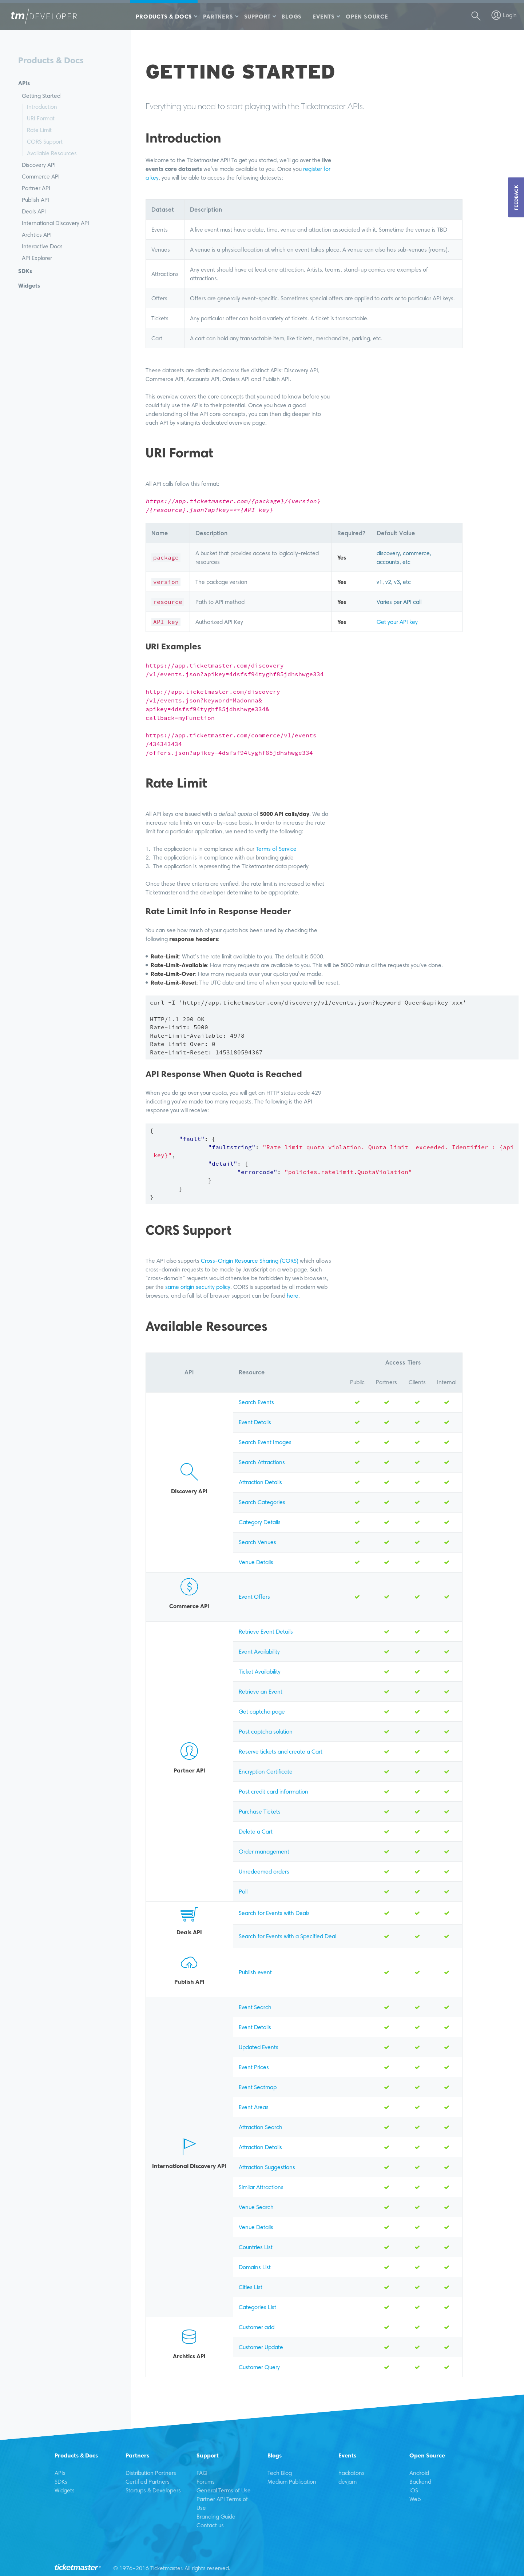 tm/DEVELOPER
PRODUCTS & DOCS
PARTNERS
SUPPORT
BLOGS
EVENTS
OPEN SOURCE
Login
Products & Docs
APIs
Getting Started
Introduction
URI Format
Rate Limit
CORS Support
Available Resources
Discovery API
Commerce API
Partner API
Publish API
Deals API
International Discovery API
Archtics API
Interactive Docs
API Explorer
SDKs
Widgets
FEEDBACK
GETTING STARTED
Everything you need to start playing with the Ticketmaster APIs.
Introduction
Welcome to the Ticketmaster API! To get you started, we'll go over the live
events core datasets we've made available to you. Once you register for
a key, you will be able to access the following datasets:
Dataset Description
Events A live event must have a date, time, venue and attaction associated with it. Sometime the venue is TBD
Venues A venue is a physical location at which an event takes place. A venue can also has sub-venues (rooms).
Attractions Any event should have at least one attraction. Artists, teams, stand-up comics are examples of
attractions.
Offers Offers are generally event-specific. Sometimes special offers are applied to carts or to particular API keys.
Tickets Any particular offer can hold a variety of tickets. A ticket is tranvactable.
Cart A cart can hold any transactable item, like tickets, merchandize, parking, etc.
These datasets are distributed across five distinct APIs: Discovery API,
Commerce API, Accounts API, Orders API and Publish API.
This overview covers the core concepts that you need to know before you
could fully use the APIs to their potential. Once you have a good
understanding of the API core concepts, you can then dig deeper into
each API by visiting its dedicated overview page.
URI Format
All API calls follow this format:
https://app.ticketmaster.com/{package}/{version}
/{resource}.json?apikey=**{API key}
Name Description Required? Default Value
package A bucket that provides access to logically-related
resources Yes discovery, commerce,
accounts, etc
version The package version Yes v1, v2, v3, etc
resource Path to API method Yes Varies per API call
API key Authorized API Key Yes Get your API key
URI Examples
https://app.ticketmaster.com/discovery
/v1/events.json?apikey=4dsfsf94tyghf85jdhshwge334
http://app.ticketmaster.com/discovery
/v1/events.json?keyword=Madonna&
apikey=4dsfsf94tyghf85jdhshwge334&
callback=myFunction
https://app.ticketmaster.com/commerce/v1/events
/434343434
/offers.json?apikey=4dsfsf94tyghf85jdhshwge334
Rate Limit
All API keys are issued with a default quota of 5000 API calls/day. We do
increase rate limits on case-by-case basis. In order to increase the rate
limit for a particular application, we need to verify the following:
1. The application is in compliance with our Terms of Service
2. The application is in compliance with our branding guide
3. The application is representing the Ticketmaster data properly
Once these three criteria are verified, the rate limit is increased to what
Ticketmaster and the developer determine to be appropriate.
Rate Limit Info in Response Header
You can see how much of your quota has been used by checking the
following response headers:
• Rate-Limit: What's the rate limit available to you. The default is 5000.
• Rate-Limit-Available: How many requests are available to you. This will be 5000 minus all the requests you've done.
• Rate-Limit-Over: How many requests over your quota you've made.
• Rate-Limit-Reset: The UTC date and time of when your quota will be reset.
curl -I 'http://app.ticketmaster.com/discovery/v1/events.json?keyword=Queen&apikey=xxx'
HTTP/1.1 200 OK
Rate-Limit: 5000
Rate-Limit-Available: 4978
Rate-Limit-Over: 0
Rate-Limit-Reset: 1453180594367
API Response When Quota is Reached
When you do go over your quota, you will get an HTTP status code 429
indicating you've made too many requests. The following is the API
response you will receive:
{
"fault": {
"faultstring": "Rate limit quota violation. Quota limit exceeded. Identifier : {api
key}",
"detail": {
"errorcode": "policies.ratelimit.QuotaViolation"
}
}
}
CORS Support
The API also supports Cross-Origin Resource Sharing (CORS) which allows
cross-domain requests to be made by JavaScript on a web page. Such
"cross-domain" requests would otherwise be forbidden by web browsers,
per the same origin security policy. CORS is supported by all modern web
browsers, and a full list of browser support can be found here.
Available Resources
API Resource Access Tiers
Public Partners Clients Internal
Discovery API
Search Events
Event Details
Search Event Images
Search Attractions
Attraction Details
Search Categories
Category Details
Search Venues
Venue Details
Commerce API
Event Offers
Partner API
Retrieve Event Details
Event Availability
Ticket Availability
Retrieve an Event
Get captcha page
Post captcha solution
Reserve tickets and create a Cart
Encryption Certificate
Post credit card information
Purchase Tickets
Delete a Cart
Order management
Unredeemed orders
Poll
Deals API
Search for Events with Deals
Search for Events with a Specified Deal
Publish API
Publish event
International Discovery API
Event Search
Event Details
Updated Events
Event Prices
Event Seatmap
Event Areas
Attraction Search
Attraction Details
Attraction Suggestions
Similar Attractions
Venue Search
Venue Details
Countries List
Domains List
Cities List
Categories List
Archtics API
Customer add
Customer Update
Customer Query
Products & Docs
APIs
SDKs
Widgets
Partners
Distribution Partners
Certified Partners
Startups & Developers
Support
FAQ
Forums
General Terms of Use
Partner API Terms of
Use
Branding Guide
Contact us
Blogs
Tech Blog
Medium Publication
Events
hackatons
devjam
Open Source
Android
Backend
iOS
Web
ticketmaster
© 1976-2016 Ticketmaster. All rights reserved.